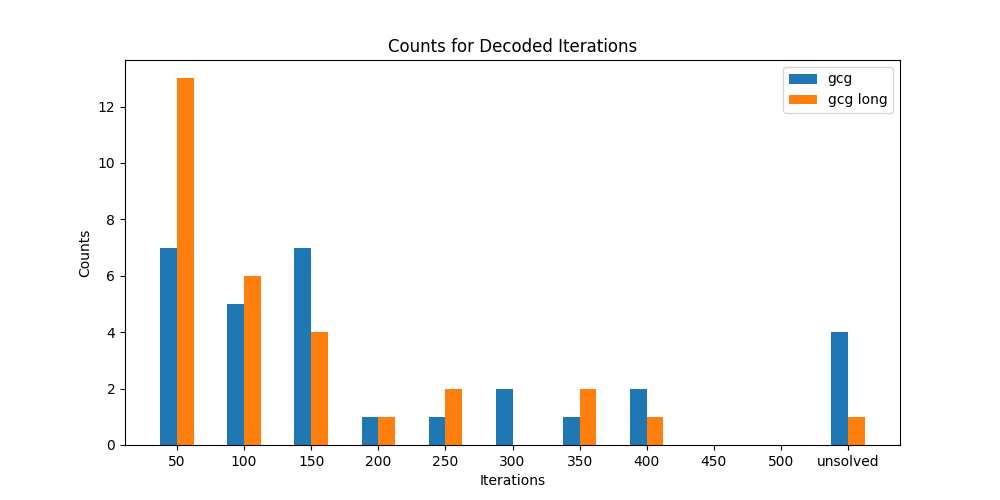 Counts for Decoded Iterations
gcg
gcg long
Counts
12
10
8
6
4
2
0
50 100 150 200 250 300 350 400 450 500 unsolved
Iterations